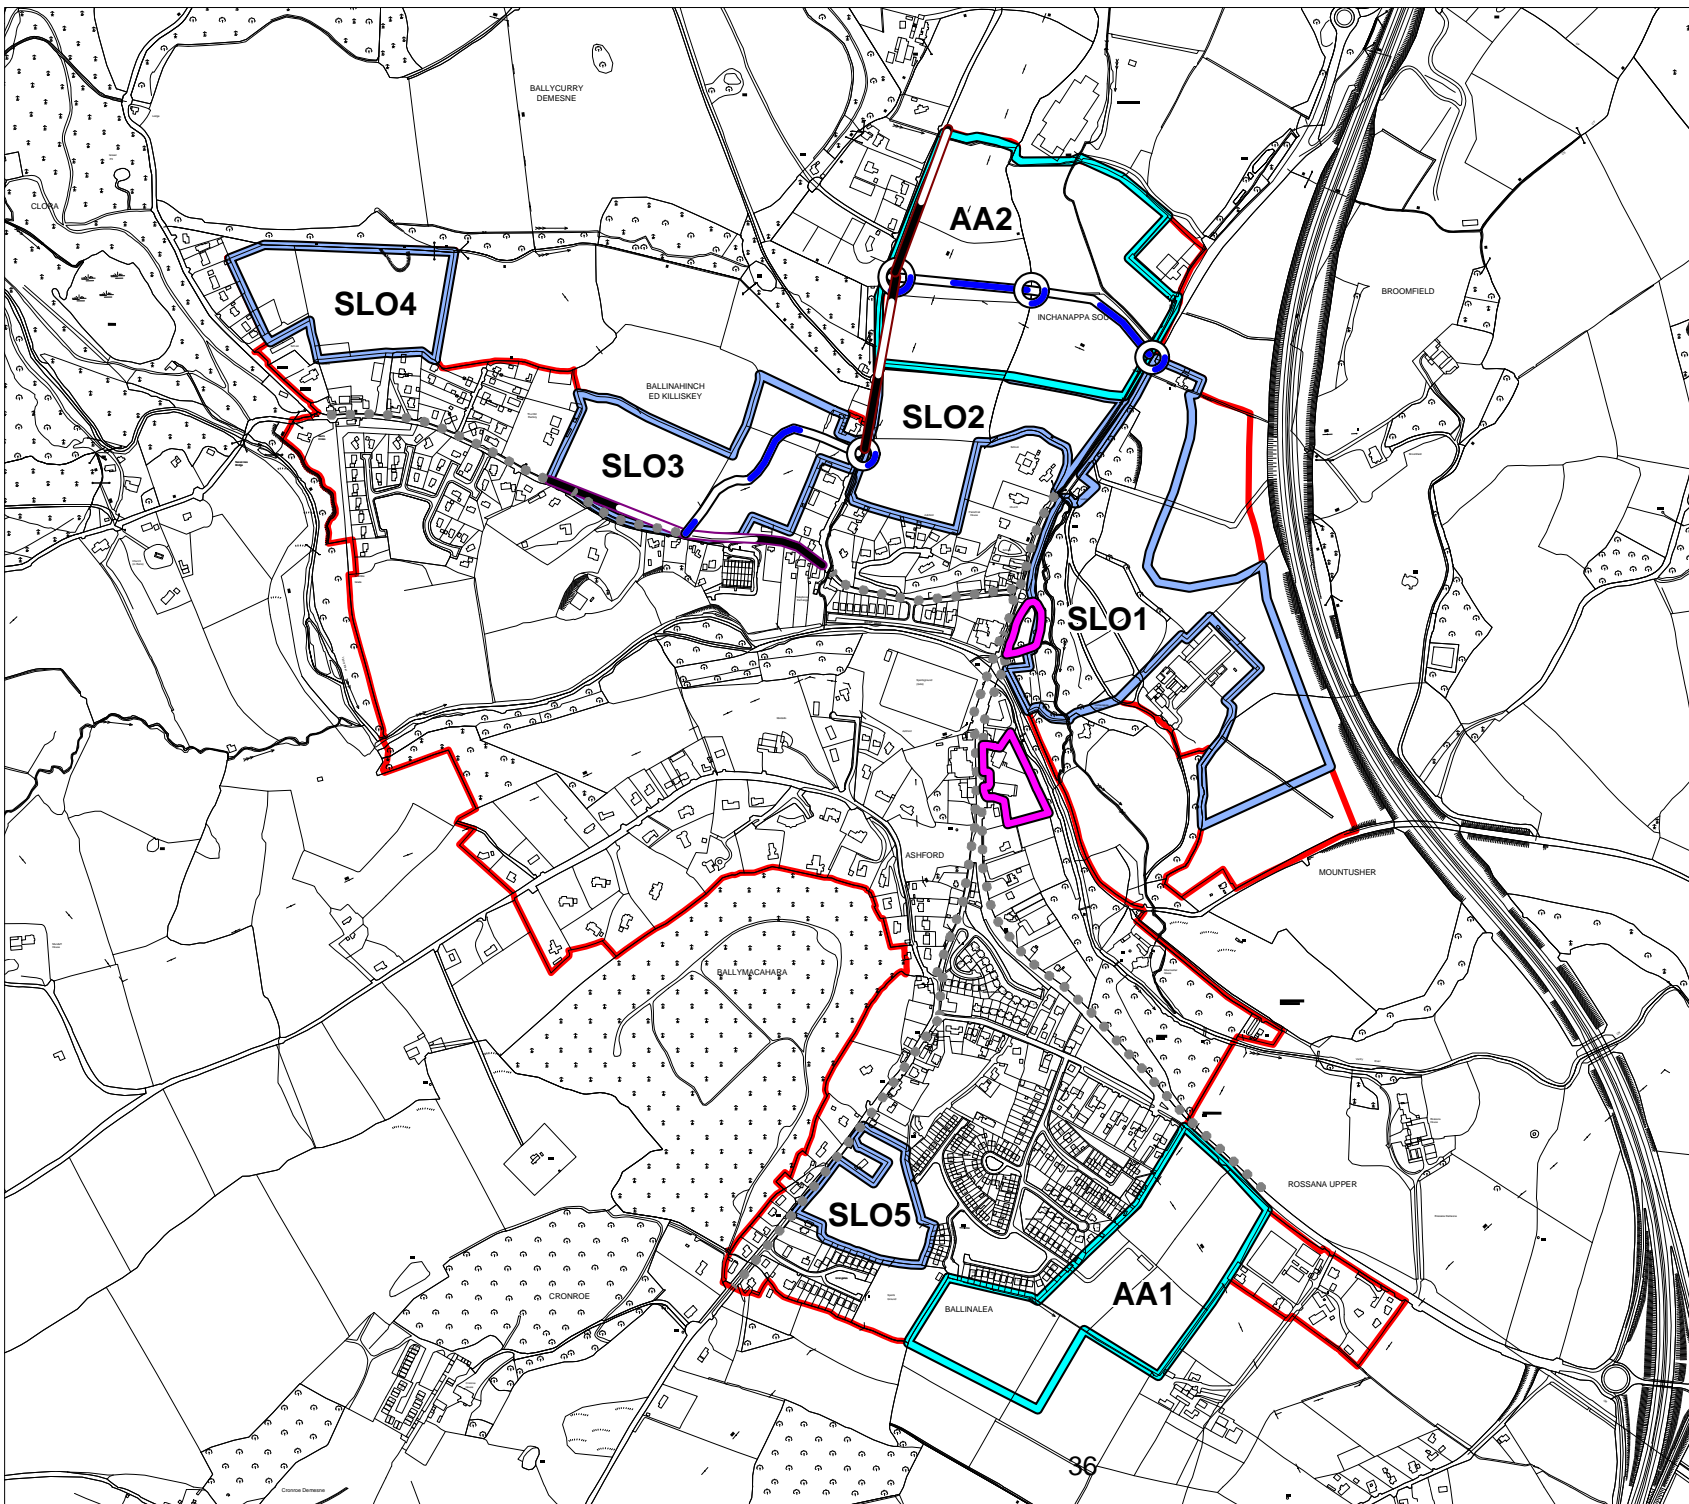 BALLYCURRY
DEMESNE
CLORA
AA2
SLO4
BROOMFIELD
INCHANAPPA SOU
BALLINAHINCH
ED KILLISKEY
SLO2
SLO3
SLO1
ASHFORD
MOUNTUSHER
BALLYMACAHARA
ROSSANA UPPER
SLO5
CRONROE
AA1
BALLINALEA
36
Cronroe Demesne